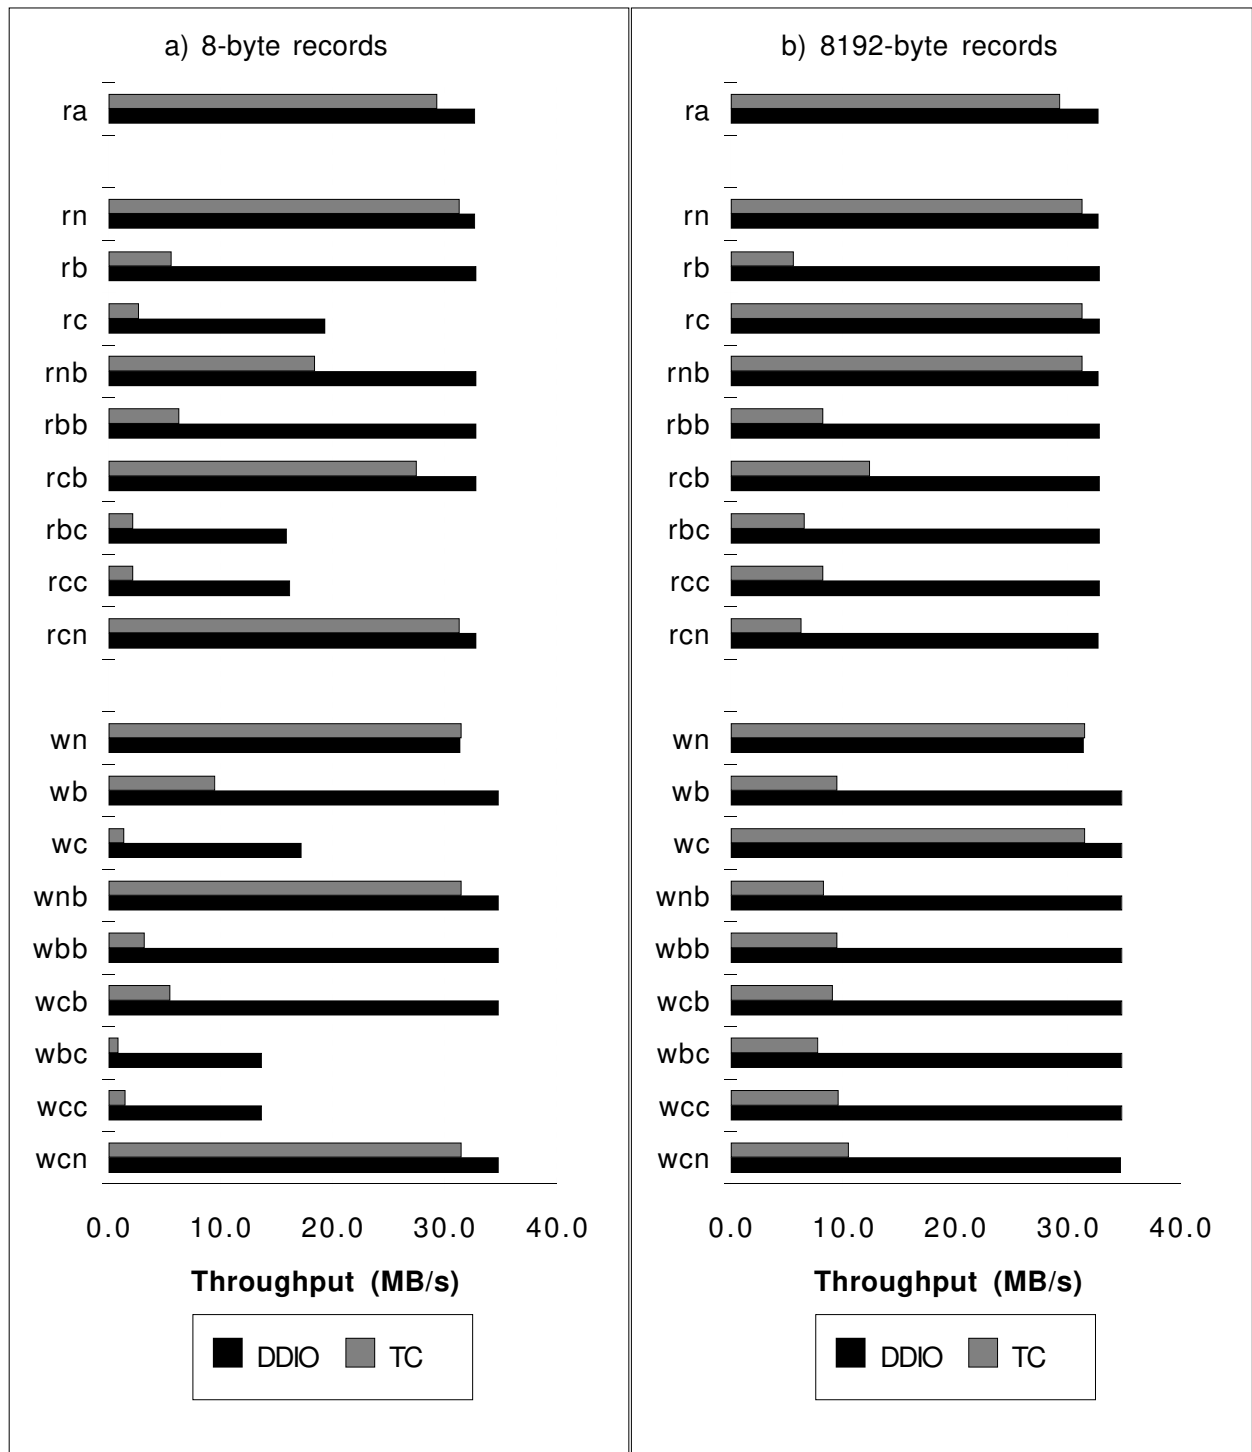 a) 8-byte records
ra
rn
rb
rc
rnb
rbb
rcb
rbc
rcc
rcn
wn
wb
wc
wnb
wbb
wcb
wbc
wcc
wcn
0.0 10.0 20.0 30.0 40.0
Throughput (MB/s)
DDIO TC
b) 8192-byte records
ra
rn
rb
rc
rnb
rbb
rcb
rbc
rcc
rcn
wn
wb
wc
wnb
wbb
wcb
wbc
wcc
wcn
0.0 10.0 20.0 30.0 40.0
Throughput (MB/s)
DDIO TC